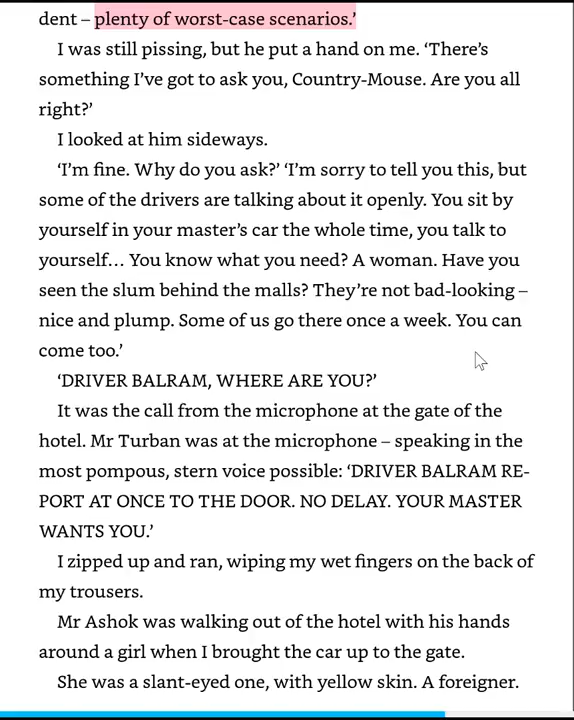 dent – plenty of worst-case scenarios.’
I was still pissing, but he put a hand on me. ‘There’s
something I’ve got to ask you, Country-Mouse. Are you all
right?’
I looked at him sideways.
‘I’m fine. Why do you ask?’ ‘I’m sorry to tell you this, but
some of the drivers are talking about it openly. You sit by
yourself in your master’s car the whole time, you talk to
yourself… You know what you need? A woman. Have you
seen the slum behind the malls? They’re not bad-looking –
nice and plump. Some of us go there once a week. You can
come too.’
‘DRIVER BALRAM, WHERE ARE YOU?’
It was the call from the microphone at the gate of the
hotel. Mr Turban was at the microphone – speaking in the
most pompous, stern voice possible: ‘DRIVER BALRAM RE-
PORT AT ONCE TO THE DOOR. NO DELAY. YOUR MASTER
WANTS YOU.’
I zipped up and ran, wiping my wet fingers on the back of
my trousers.
Mr Ashok was walking out of the hotel with his hands
around a girl when I brought the car up to the gate.
She was a slant-eyed one, with yellow skin. A foreigner.